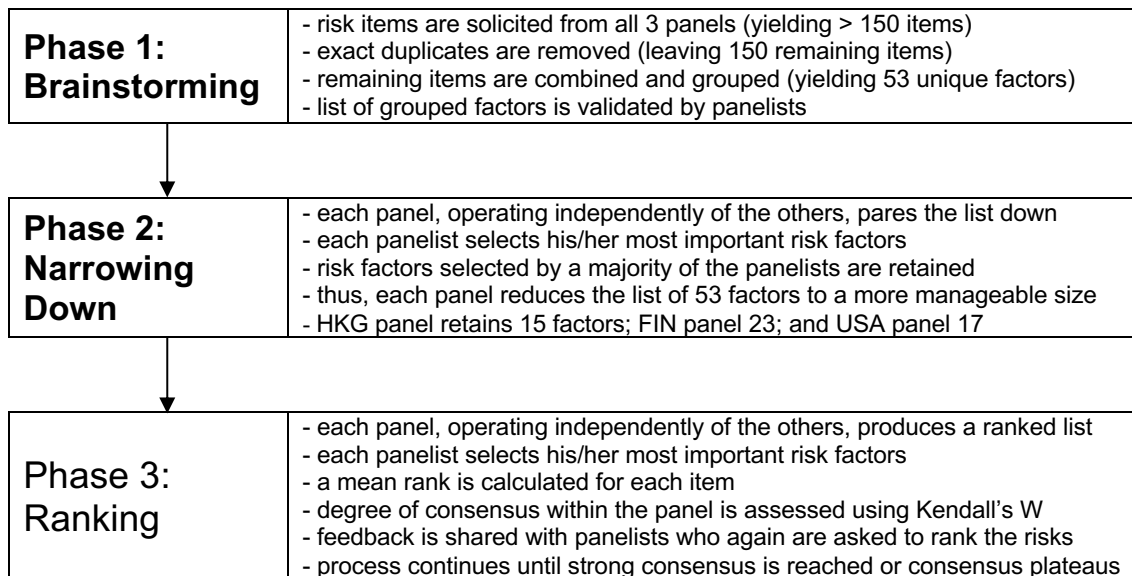 Phase 1:
Brainstorming
- risk items are solicited from all 3 panels (yielding > 150 items)
- exact duplicates are removed (leaving 150 remaining items)
- remaining items are combined and grouped (yielding 53 unique factors)
- list of grouped factors is validated by panelists
Phase 2:
Narrowing
Down
- each panel, operating independently of the others, pares the list down
- each panelist selects his/her most important risk factors
- risk factors selected by a majority of the panelists are retained
- thus, each panel reduces the list of 53 factors to a more manageable size
- HKG panel retains 15 factors; FIN panel 23; and USA panel 17
Phase 3:
Ranking
- each panel, operating independently of the others, produces a ranked list
- each panelist selects his/her most important risk factors
- a mean rank is calculated for each item
- degree of consensus within the panel is assessed using Kendall’s W
- feedback is shared with panelists who again are asked to rank the risks
- process continues until strong consensus is reached or consensus plateaus